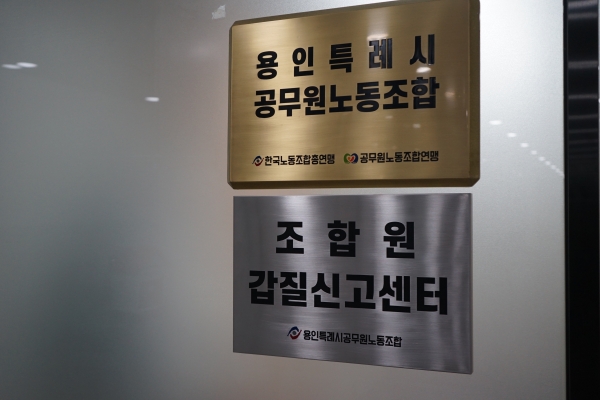 용인특례시
공무원노동조합
한국노동조합총연맹 공무원노동조합연맹
조합원
갑질신고센터
용인특례시공무원노동조합